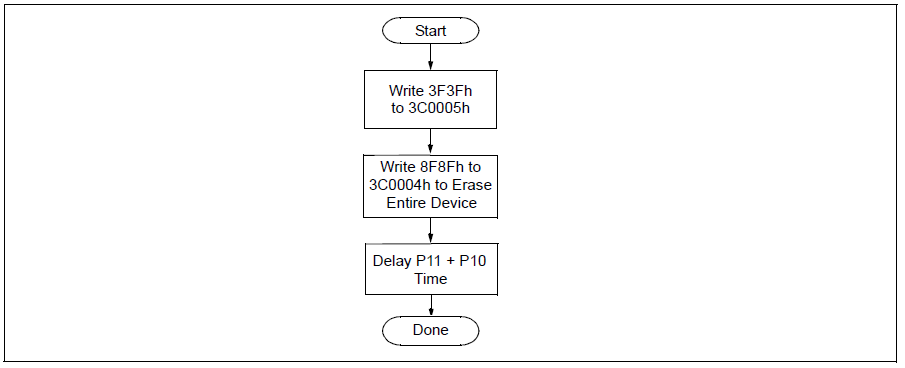 Start
Write 3F3Fh
to 3C0005h
Write 8F8Fh to
3C0004h to Erase
Entire Device
Delay P11 + P10
Time
Done